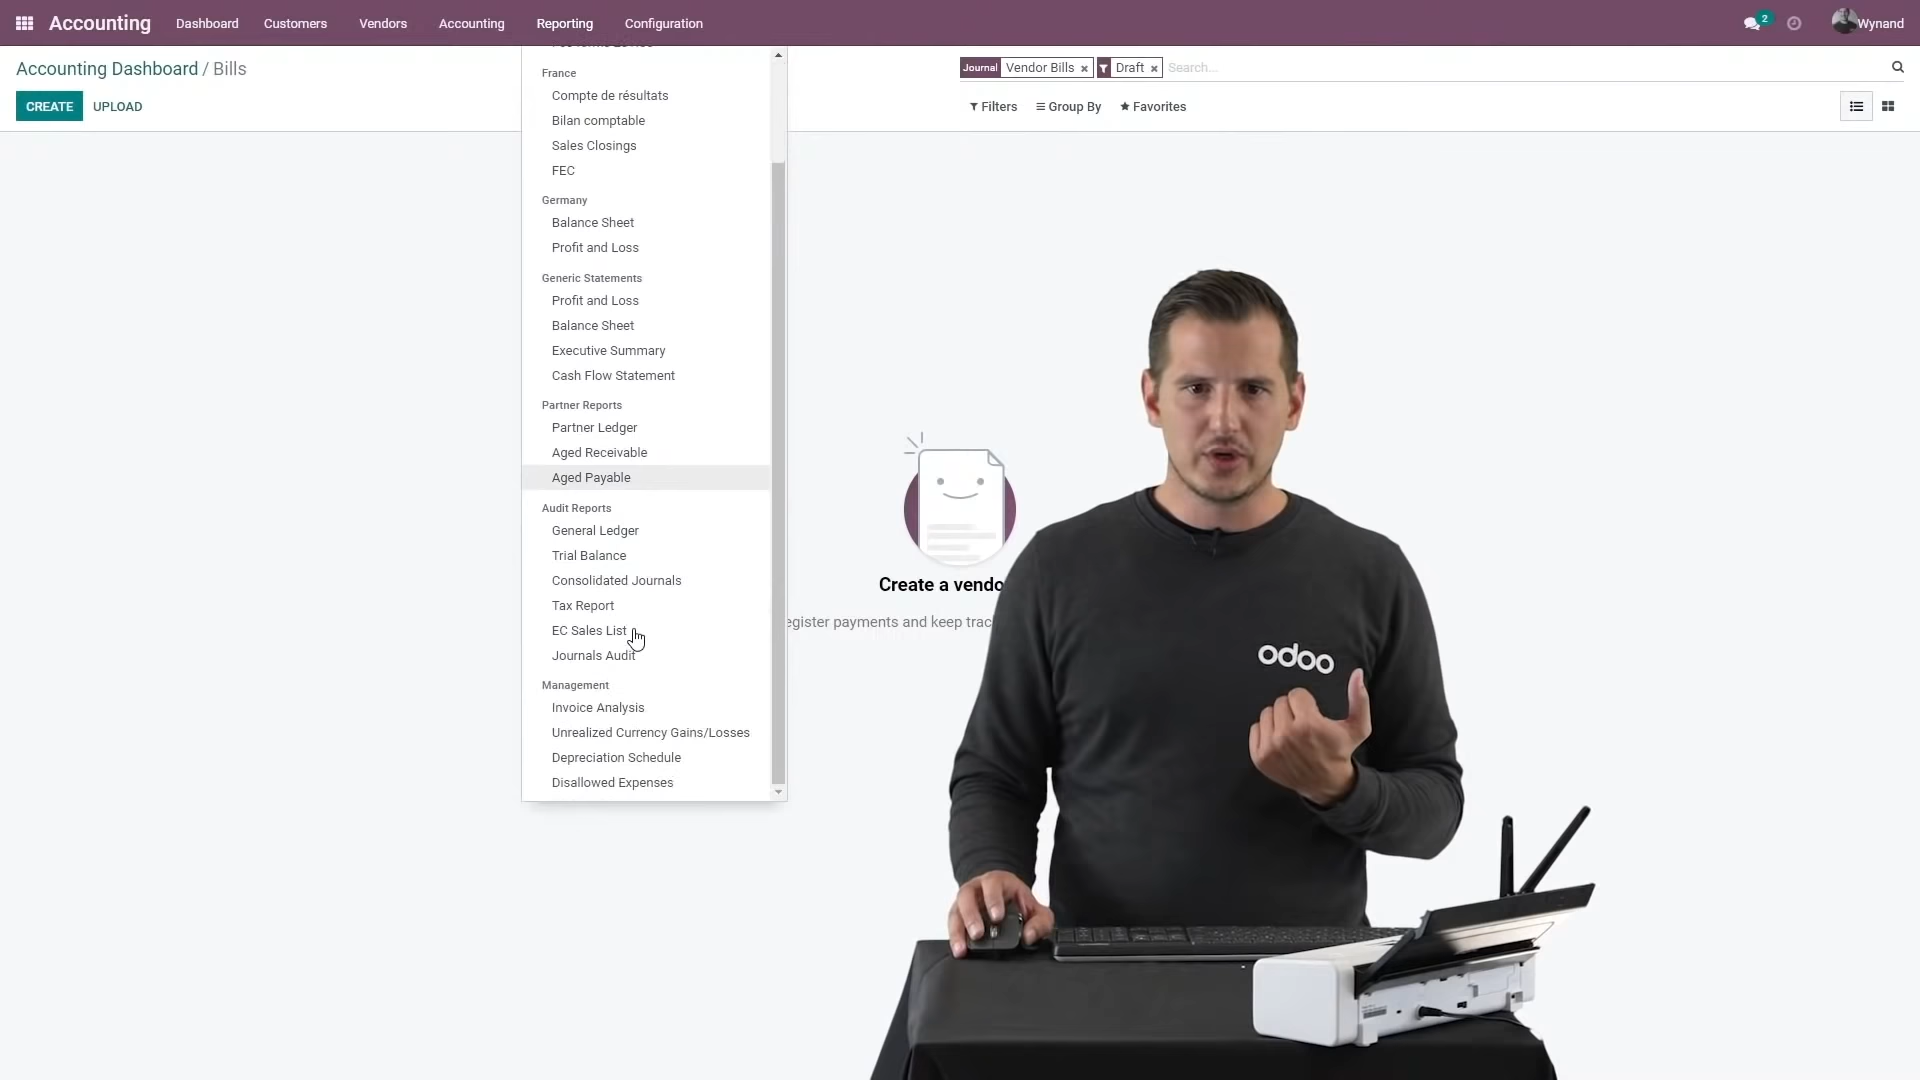 Accounting Dashboard Customers Vendors Accounting Reporting Configuration 2 Wynand
Accounting Dashboard / Bills
Journal Vendor Bills × Draft × Search...
CREATE UPLOAD
Filters Group By Favorites
France
Compte de résultats
Bilan comptable
Sales Closings
FEC
Germany
Balance Sheet
Profit and Loss
Generic Statements
Profit and Loss
Balance Sheet
Executive Summary
Cash Flow Statement
Partner Reports
Partner Ledger
Aged Receivable
Aged Payable
Audit Reports
General Ledger
Trial Balance
Consolidated Journals
Tax Report
EC Sales List
Journals Audit
Management
Invoice Analysis
Unrealized Currency Gains/Losses
Depreciation Schedule
Disallowed Expenses
Create a vendo
egister payments and keep trac
odoo